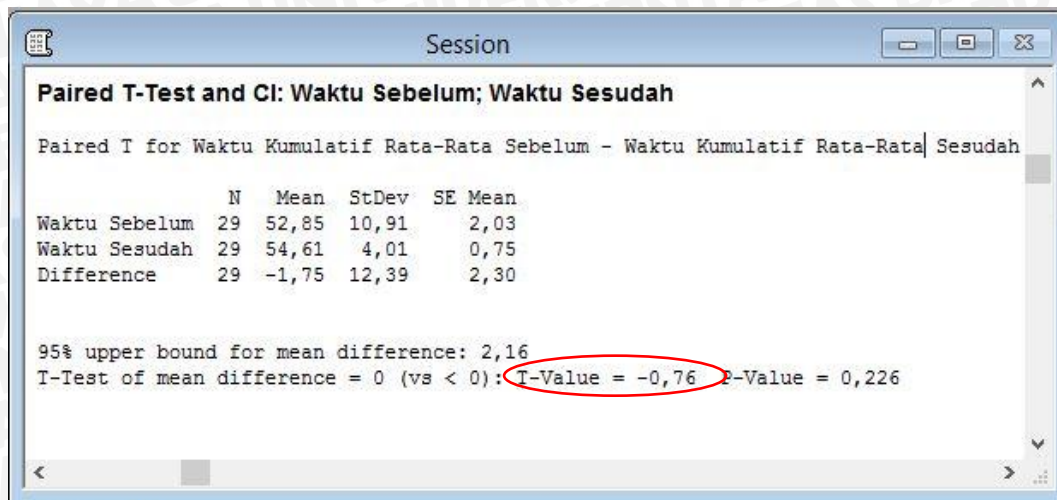 Session
Paired T-Test and CI: Waktu Sebelum; Waktu Sesudah
Paired T for Waktu Kumulatif Rata-Rata Sebelum - Waktu Kumulatif Rata-Rata Sesudah
N Mean StDev SE Mean
Waktu Sebelum 29 52,85 10,91 2,03
Waktu Sesudah 29 54,61 4,01 0,75
Difference 29 -1,75 12,39 2,30
95% upper bound for mean difference: 2,16
T-Test of mean difference = 0 (vs < 0): T-Value = -0,76 P-Value = 0,226